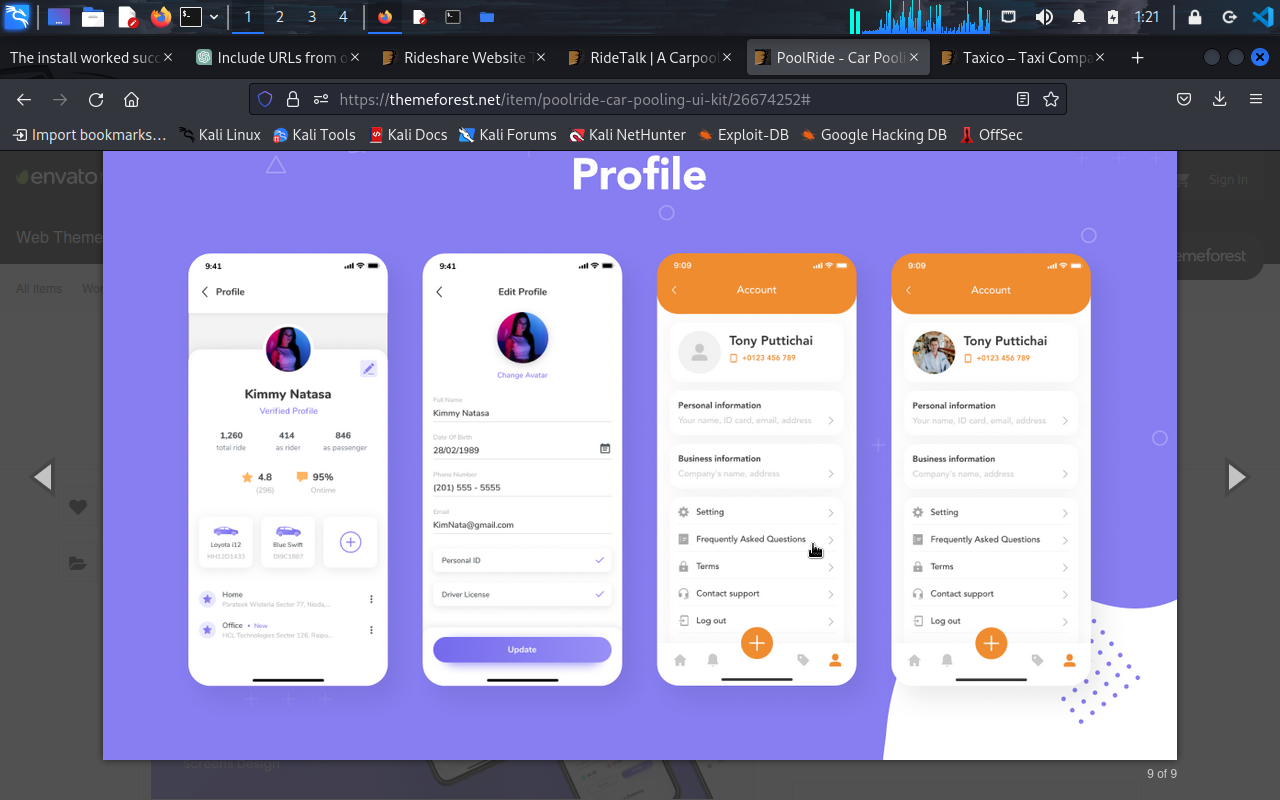 1 2 3 4 1:21
The install worked succ
Include URLs from o
Rideshare Website T
RideTalk | A Carpool
PoolRide - Car Pooli
Taxico – Taxi Compa
https://themeforest.net/item/poolride-car-pooling-ui-kit/26674252#
Import bookmarks...
Kali Linux
Kali Tools
Kali Docs
Kali Forums
Kali NetHunter
Exploit-DB
Google Hacking DB
OffSec
envato
Sign In
Web Theme
emeforest
All Items
Wor
Profile
9:41
Profile
Kimmy Natasa
Verified Profile
1,260 414 846
total ride as rider as passenger
4.8 95%
(296) Ontime
Loyota i12 Blue Swift
HH12D1433 DI9C1887
Home
Parateek Wisteria Sector 77, Noida,...
Office • New
HCL Technologies Sector 126, Raipu...
9:41
Edit Profile
Change Avatar
Full Name
Kimmy Natasa
Date Of Birth
28/02/1989
Phone Number
(201) 555 - 5555
Email
KimNata@gmail.com
Personal ID
Driver License
Update
9:09
Account
Tony Puttichai
+0123 456 789
Personal information
Your name, ID card, email, address
Business information
Company's name, address
Setting
Frequently Asked Questions
Terms
Contact support
Log out
9:09
Account
Tony Puttichai
+0123 456 789
Personal information
Your name, ID card, email, address
Business information
Company's name, address
Setting
Frequently Asked Questions
Terms
Contact support
Log out
Screens Design
9 of 9